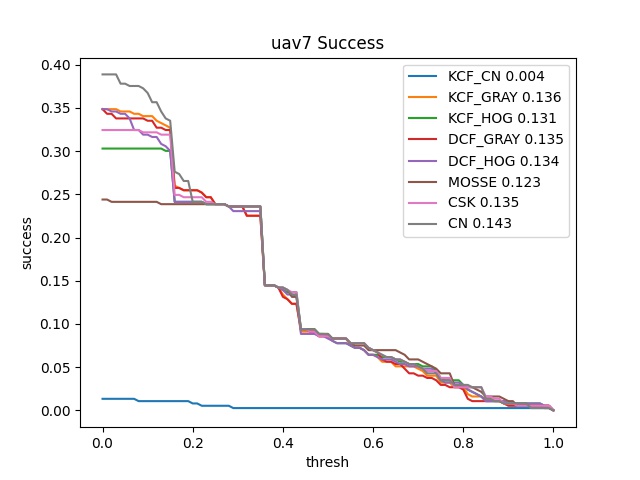 uav7 Success
success
0.40
0.35
0.30
0.25
0.20
0.15
0.10
0.05
0.00
KCF_CN 0.004
KCF_GRAY 0.136
KCF_HOG 0.131
DCF_GRAY 0.135
DCF_HOG 0.134
MOSSE 0.123
CSK 0.135
CN 0.143
0.0 0.2 0.4 0.6 0.8 1.0
thresh